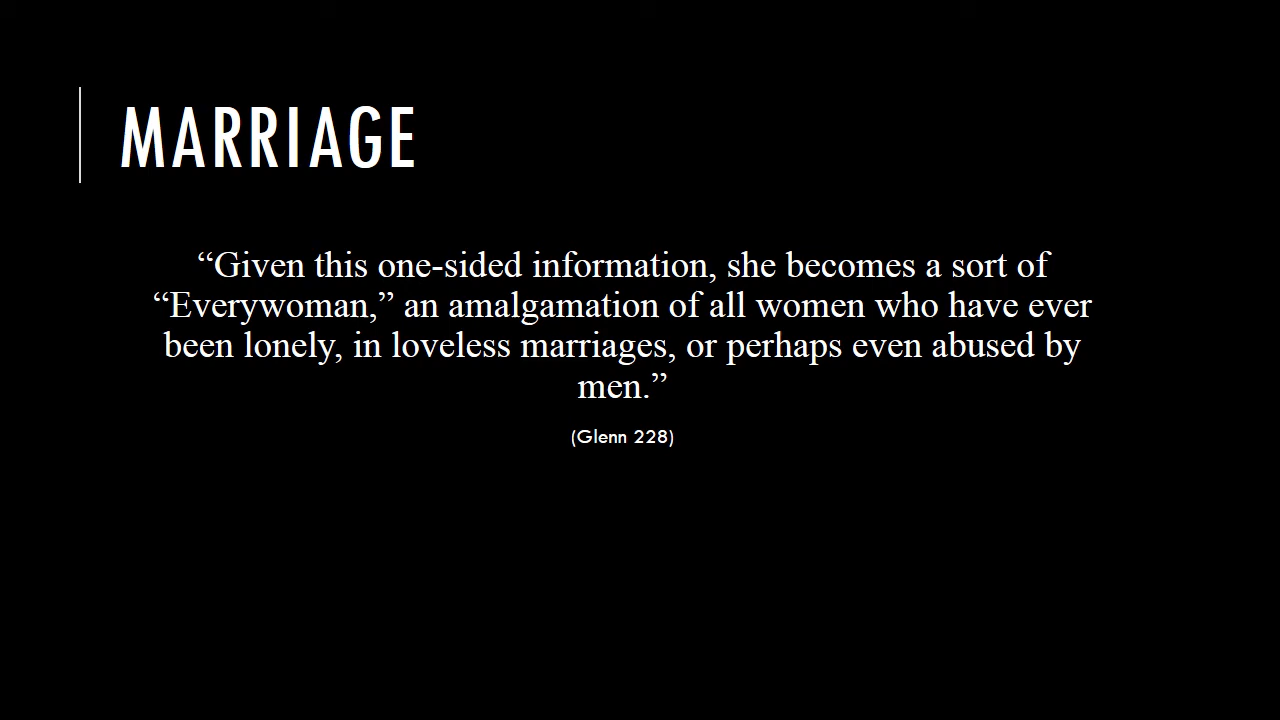 MARRIAGE
“Given this one-sided information, she becomes a sort of
“Everywoman,” an amalgamation of all women who have ever
been lonely, in loveless marriages, or perhaps even abused by
men.”
(Glenn 228)